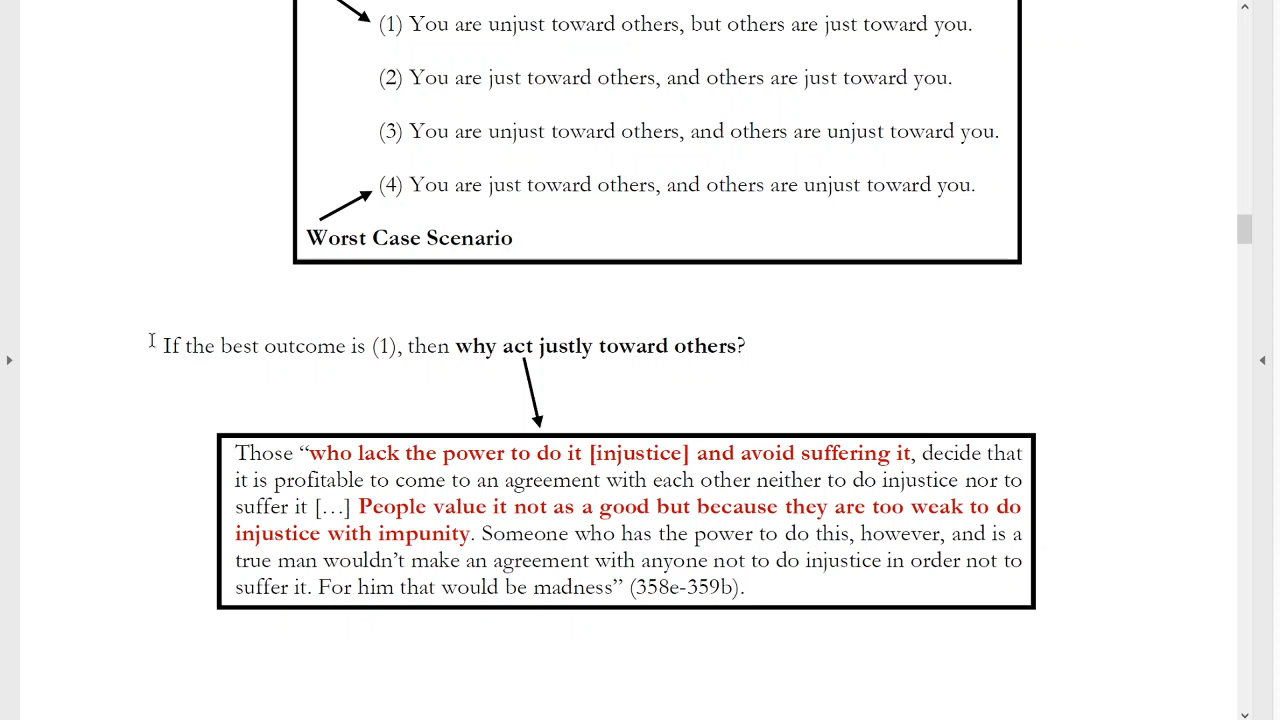 (1) You are unjust toward others, but others are just toward you.
(2) You are just toward others, and others are just toward you.
(3) You are unjust toward others, and others are unjust toward you.
(4) You are just toward others, and others are unjust toward you.
Worst Case Scenario
If the best outcome is (1), then why act justly toward others?
Those “who lack the power to do it [injustice] and avoid suffering it, decide that
it is profitable to come to an agreement with each other neither to do injustice nor to
suffer it […] People value it not as a good but because they are too weak to do
injustice with impunity. Someone who has the power to do this, however, and is a
true man wouldn’t make an agreement with anyone not to do injustice in order not to
suffer it. For him that would be madness” (358e-359b).